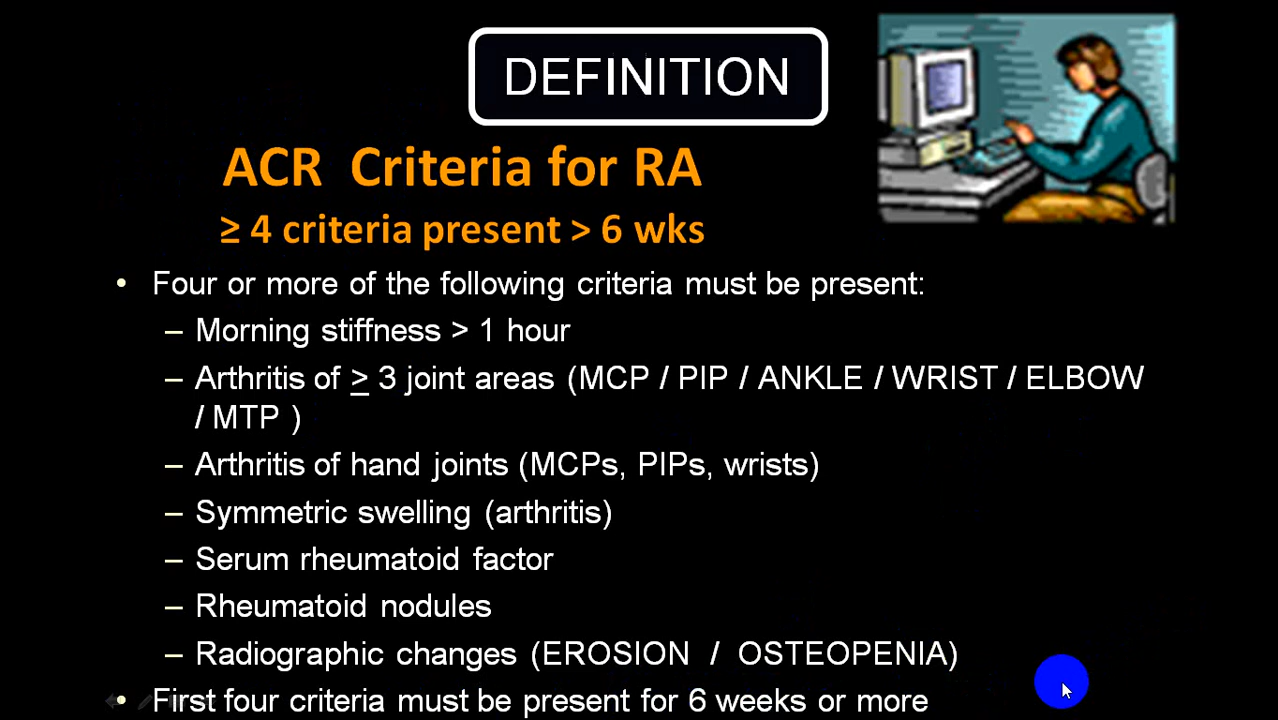 DEFINITION
ACR Criteria for RA
≥ 4 criteria present > 6 wks
• Four or more of the following criteria must be present:
– Morning stiffness > 1 hour
– Arthritis of > 3 joint areas (MCP / PIP / ANKLE / WRIST / ELBOW
/ MTP )
– Arthritis of hand joints (MCPs, PIPs, wrists)
– Symmetric swelling (arthritis)
– Serum rheumatoid factor
– Rheumatoid nodules
– Radiographic changes (EROSION / OSTEOPENIA)
• First four criteria must be present for 6 weeks or more